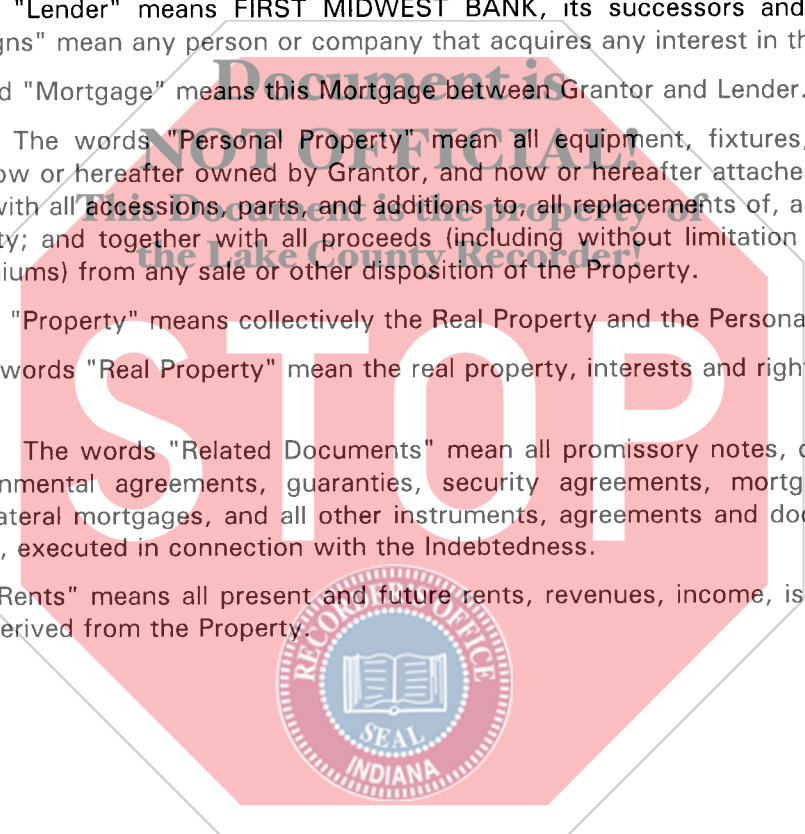 "Lender" means FIRST MIDWEST BANK, its successors and
gns" mean any person or company that acquires any interest in th
d "Mortgage" means this Mortgage between Grantor and Lender.
The words "Personal Property" mean all equipment, fixtures,
ow or hereafter owned by Grantor, and now or hereafter attache
with all accessions, parts, and additions to, all replacements of, a
ty; and together with all proceeds (including without limitation
niums) from any sale or other disposition of the Property.
"Property" means collectively the Real Property and the Persona
words "Real Property" mean the real property, interests and righ
The words "Related Documents" mean all promissory notes, c
nmental agreements, guaranties, security agreements, mortg
ateral mortgages, and all other instruments, agreements and doc
, executed in connection with the Indebtedness.
Rents" means all present and future rents, revenues, income, is
erived from the Property.
Document is
NOT OFFICIAL!
This Document is the property of
the Lake County Recorder!
STOP
RECORDER'S OFFICE
SEAL
INDIANA